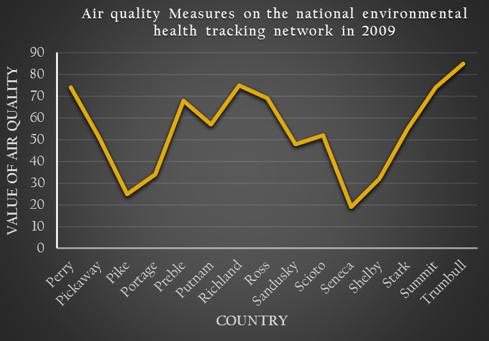 Air quality Measures on the national environmental
health tracking network in 2009
VALUE OF AIR QUALITY
90
80
70
60
50
40
30
20
10
0
Perry
Pickaway
Pike
Portage
Preble
Putnam
Richland
Ross
Sandusky
Scioto
Seneca
Shelby
Stark
Summit
Trumbull
COUNTRY